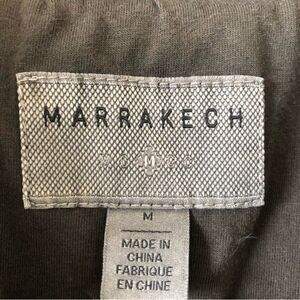 MARRAKECH
M
MADE IN
CHINA
FABRIQUE
EN CHINE